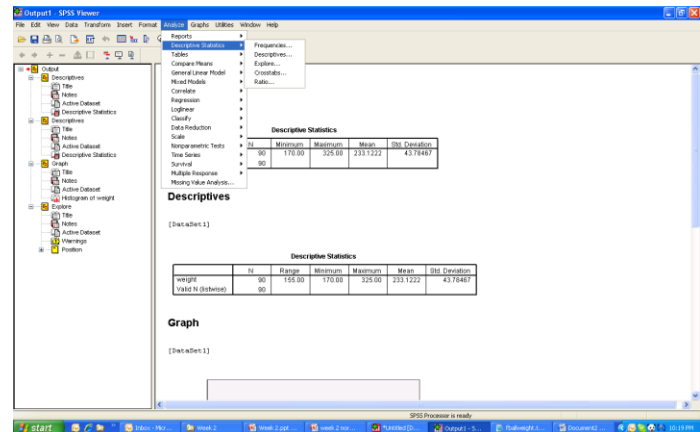 Output1 - SPSS Viewer
File Edit View Data Transform Insert Format Analyze Graphs Utilities Window Help
Reports
Descriptive Statistics
Tables
Compare Means
General Linear Model
Mixed Models
Correlate
Regression
Loglinear
Classify
Data Reduction
Scale
Nonparametric Tests
Time Series
Survival
Multiple Response
Missing Value Analysis...
Frequencies...
Descriptives...
Explore...
Crosstabs...
Ratio...
Output
Descriptives
Title
Notes
Active Dataset
Descriptive Statistics
Descriptives
Title
Notes
Active Dataset
Descriptive Statistics
Graph
Title
Notes
Active Dataset
Histogram of weight
Explore
Title
Notes
Active Dataset
Warnings
Position
Descriptive Statistics
N Minimum Maximum Mean Std. Deviation
90 170.00 325.00 233.1222 43.78467
90
Descriptives
[DataSet1]
Descriptive Statistics
N Range Minimum Maximum Mean Std. Deviation
weight 90 155.00 170.00 325.00 233.1222 43.78467
Valid N (listwise) 90
Graph
[DataSet1]
SPSS Processor is ready
start Inbox - Micr... Week 2 Week 2.ppt ... week 2 nor... *Untitled [D... Output1 - S... fballweight.t... Document2 ... 10:19 PM